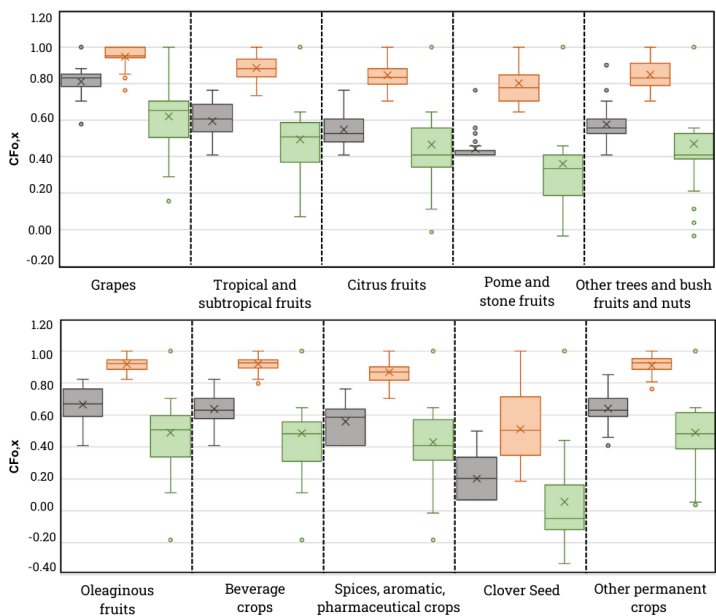 1.20
1.00
0.80
0.60
0.40
0.20
0.00
-0.20
CFo,x
Grapes
Tropical and
subtropical fruits
Citrus fruits
Pome and
stone fruits
Other trees and bush
fruits and nuts
1.20
1.00
0.80
0.60
0.40
0.20
0.00
-0.20
-0.40
CFo,x
Oleaginous
fruits
Beverage
crops
Spices, aromatic,
pharmaceutical crops
Clover Seed
Other permanent
crops